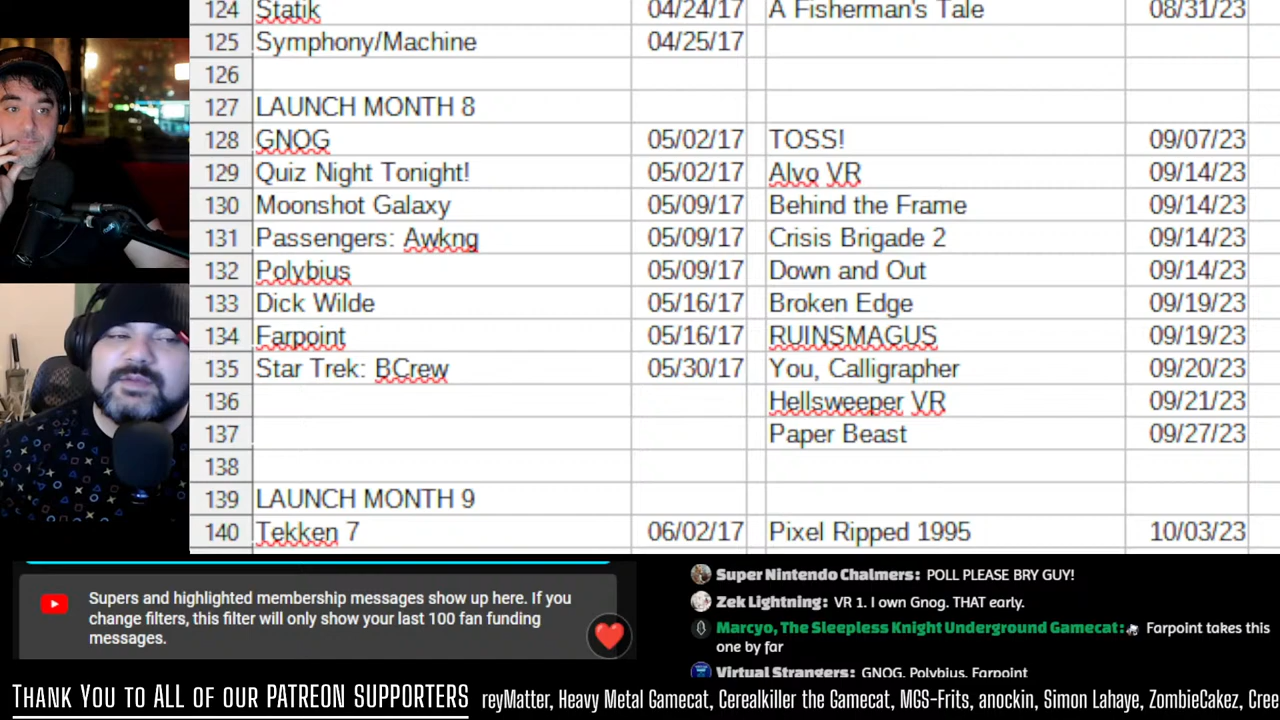 124 Statik 04/24/17 A Fisherman's Tale 08/31/23
125 Symphony/Machine 04/25/17
126
127 LAUNCH MONTH 8
128 GNOG 05/02/17 TOSS! 09/07/23
129 Quiz Night Tonight! 05/02/17 Alvo VR 09/14/23
130 Moonshot Galaxy 05/09/17 Behind the Frame 09/14/23
131 Passengers: Awkng 05/09/17 Crisis Brigade 2 09/14/23
132 Polybius 05/09/17 Down and Out 09/14/23
133 Dick Wilde 05/16/17 Broken Edge 09/19/23
134 Farpoint 05/16/17 RUINSMAGUS 09/19/23
135 Star Trek: BCrew 05/30/17 You, Calligrapher 09/20/23
136 Hellsweeper VR 09/21/23
137 Paper Beast 09/27/23
138
139 LAUNCH MONTH 9
140 Tekken 7 06/02/17 Pixel Ripped 1995 10/03/23
Supers and highlighted membership messages show up here. If you
change filters, this filter will only show your last 100 fan funding
messages.
Super Nintendo Chalmers: POLL PLEASE BRY GUY!
Zek Lightning: VR 1. I own Gnog. THAT early.
Marcyo, The Sleepless Knight Underground Gamecat: Farpoint takes this
one by far
Virtual Strangers: GNOG, Polybius, Farpoint
THANK YOU TO ALL OF OUR PATREON SUPPORTERS reyMatter, Heavy Metal Gamecat, Cerealkiller the Gamecat, MGS-Frits, anockin, Simon Lahaye, ZombieCakez, Cree